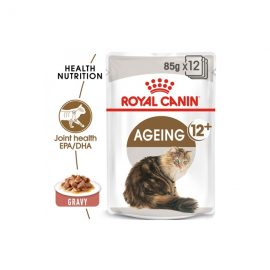 HEALTH
NUTRITION
Joint health
EPA/DHA
GRAVY
85g x12
ROYAL CANIN
AGEING 12+